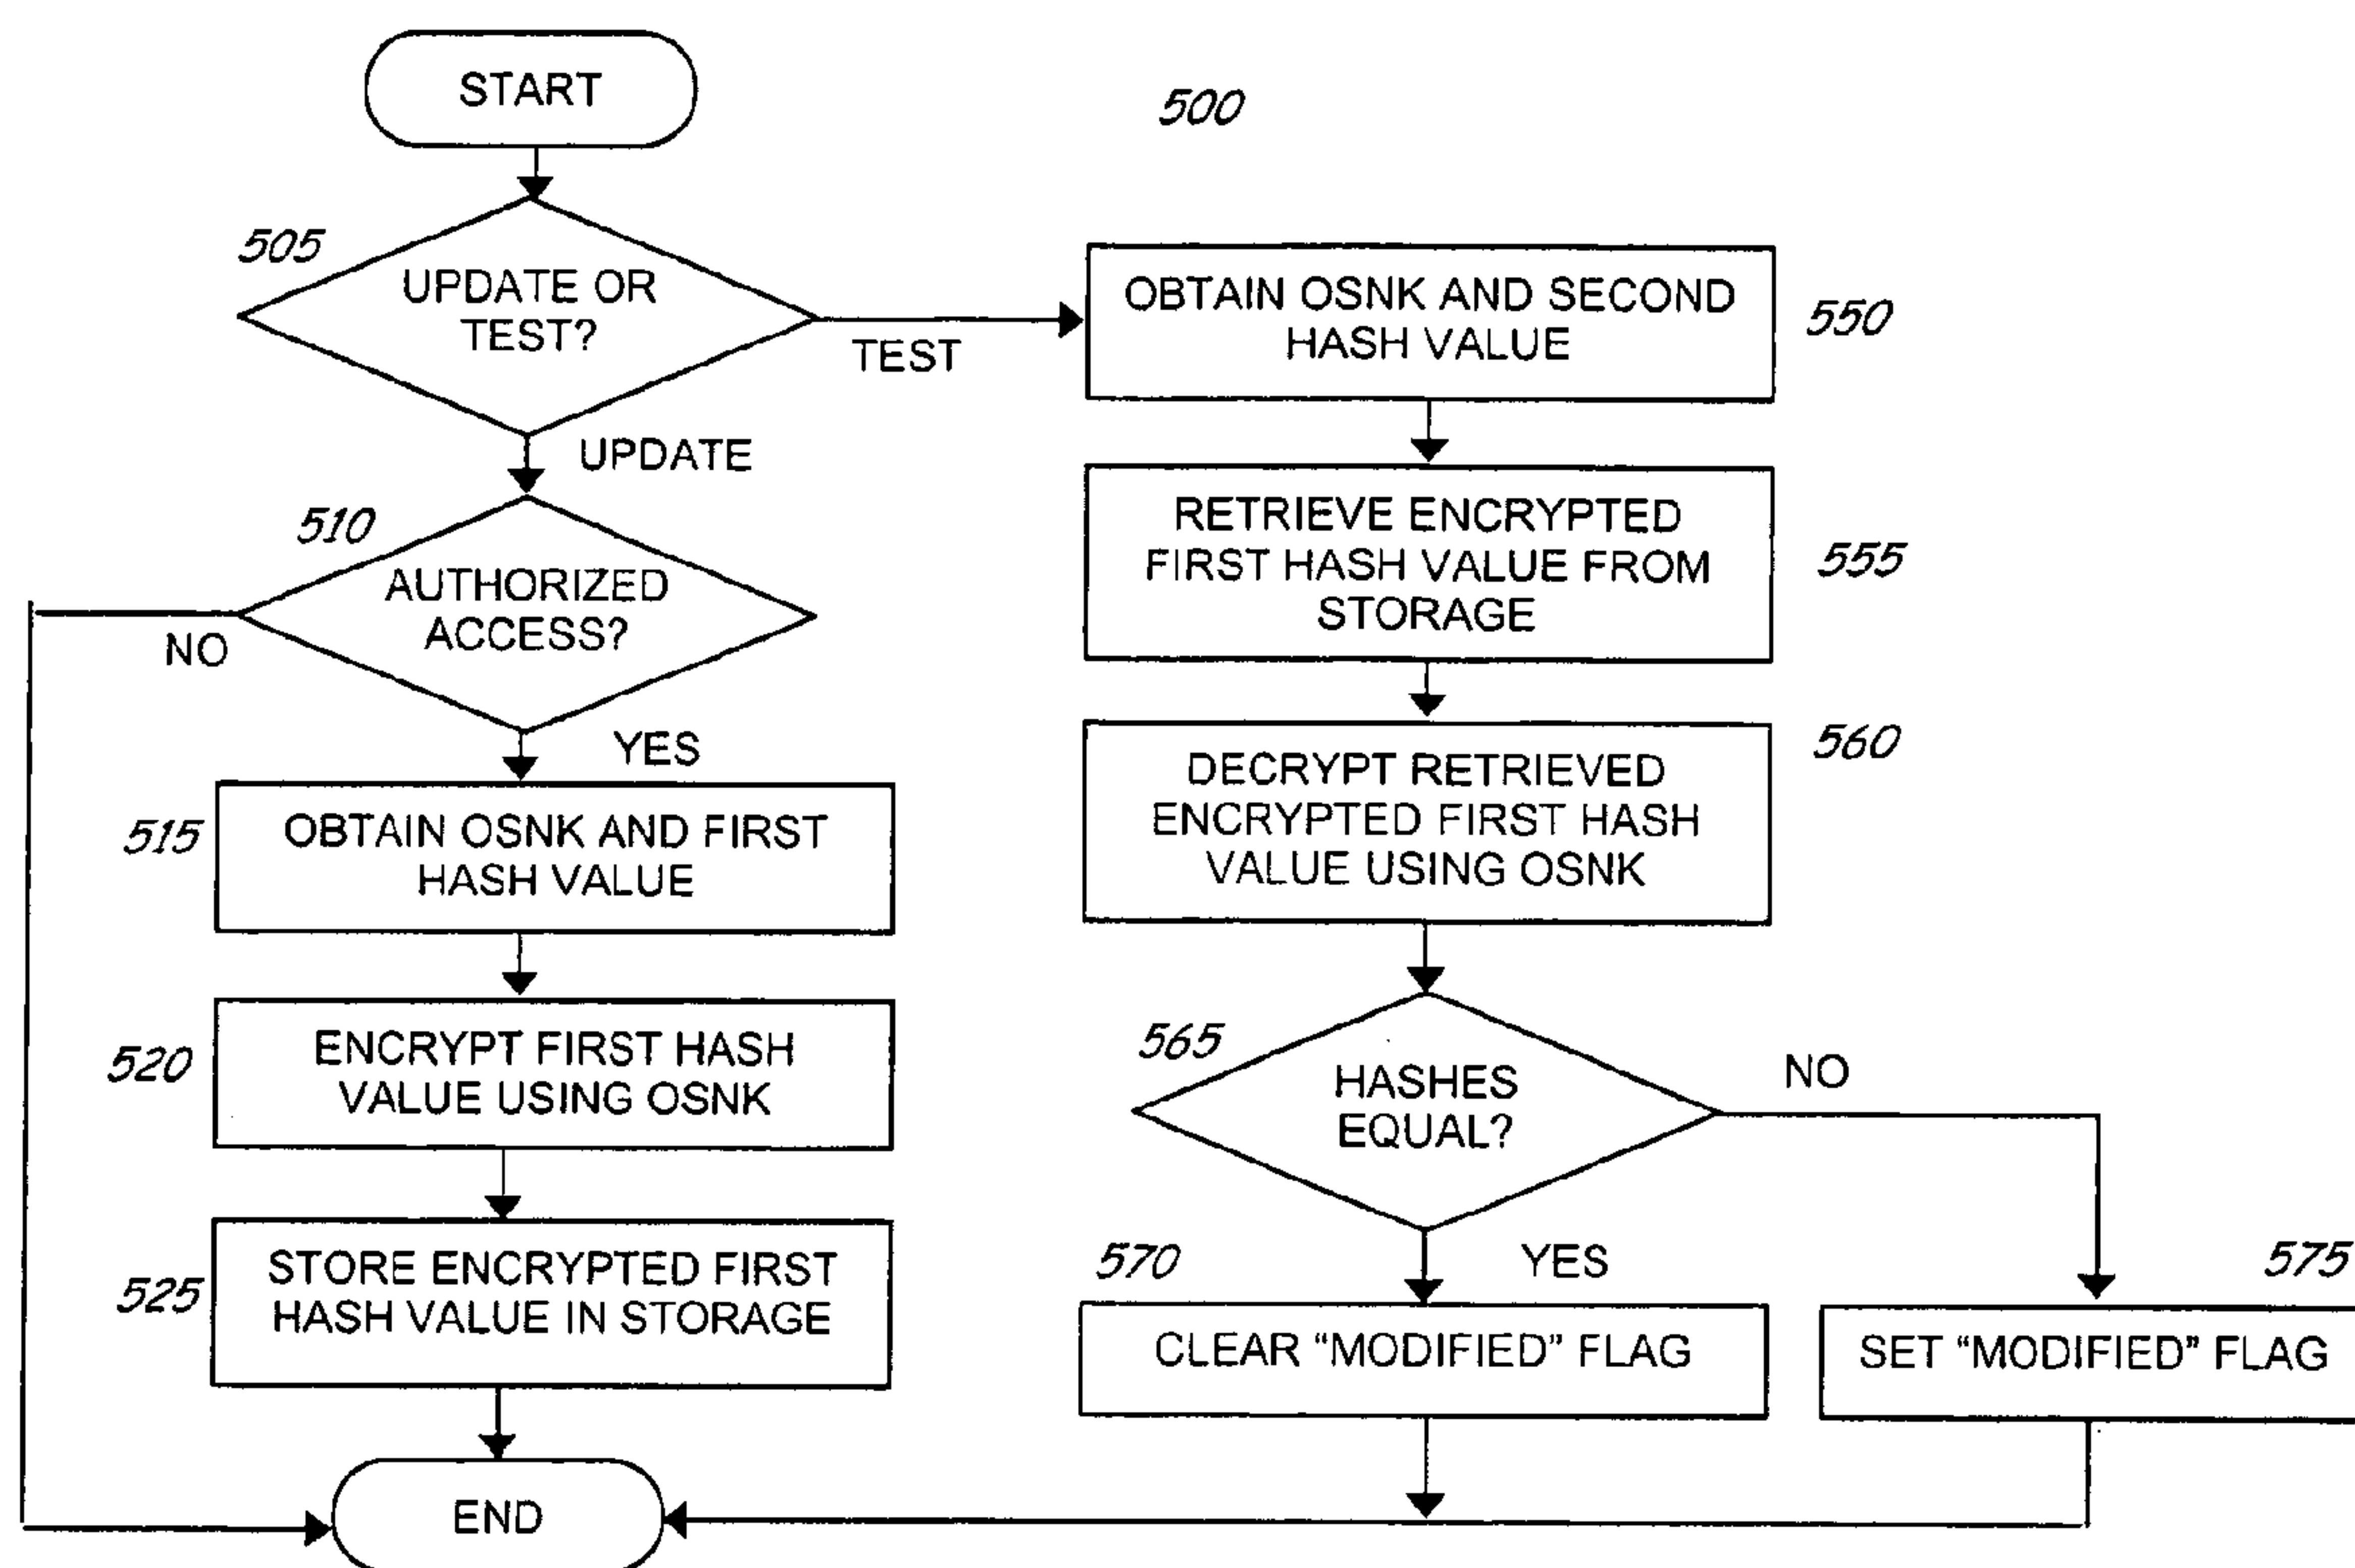 START
500
505
UPDATE OR
TEST?
TEST
UPDATE
510
AUTHORIZED
ACCESS?
NO
YES
515
OBTAIN OSNK AND FIRST
HASH VALUE
520
ENCRYPT FIRST HASH
VALUE USING OSNK
525
STORE ENCRYPTED FIRST
HASH VALUE IN STORAGE
END
OBTAIN OSNK AND SECOND
HASH VALUE
550
RETRIEVE ENCRYPTED
FIRST HASH VALUE FROM
STORAGE
555
DECRYPT RETRIEVED
ENCRYPTED FIRST HASH
VALUE USING OSNK
560
565
HASHES
EQUAL?
NO
YES
570
CLEAR “MODIFIED” FLAG
575
SET “MODIFIED” FLAG